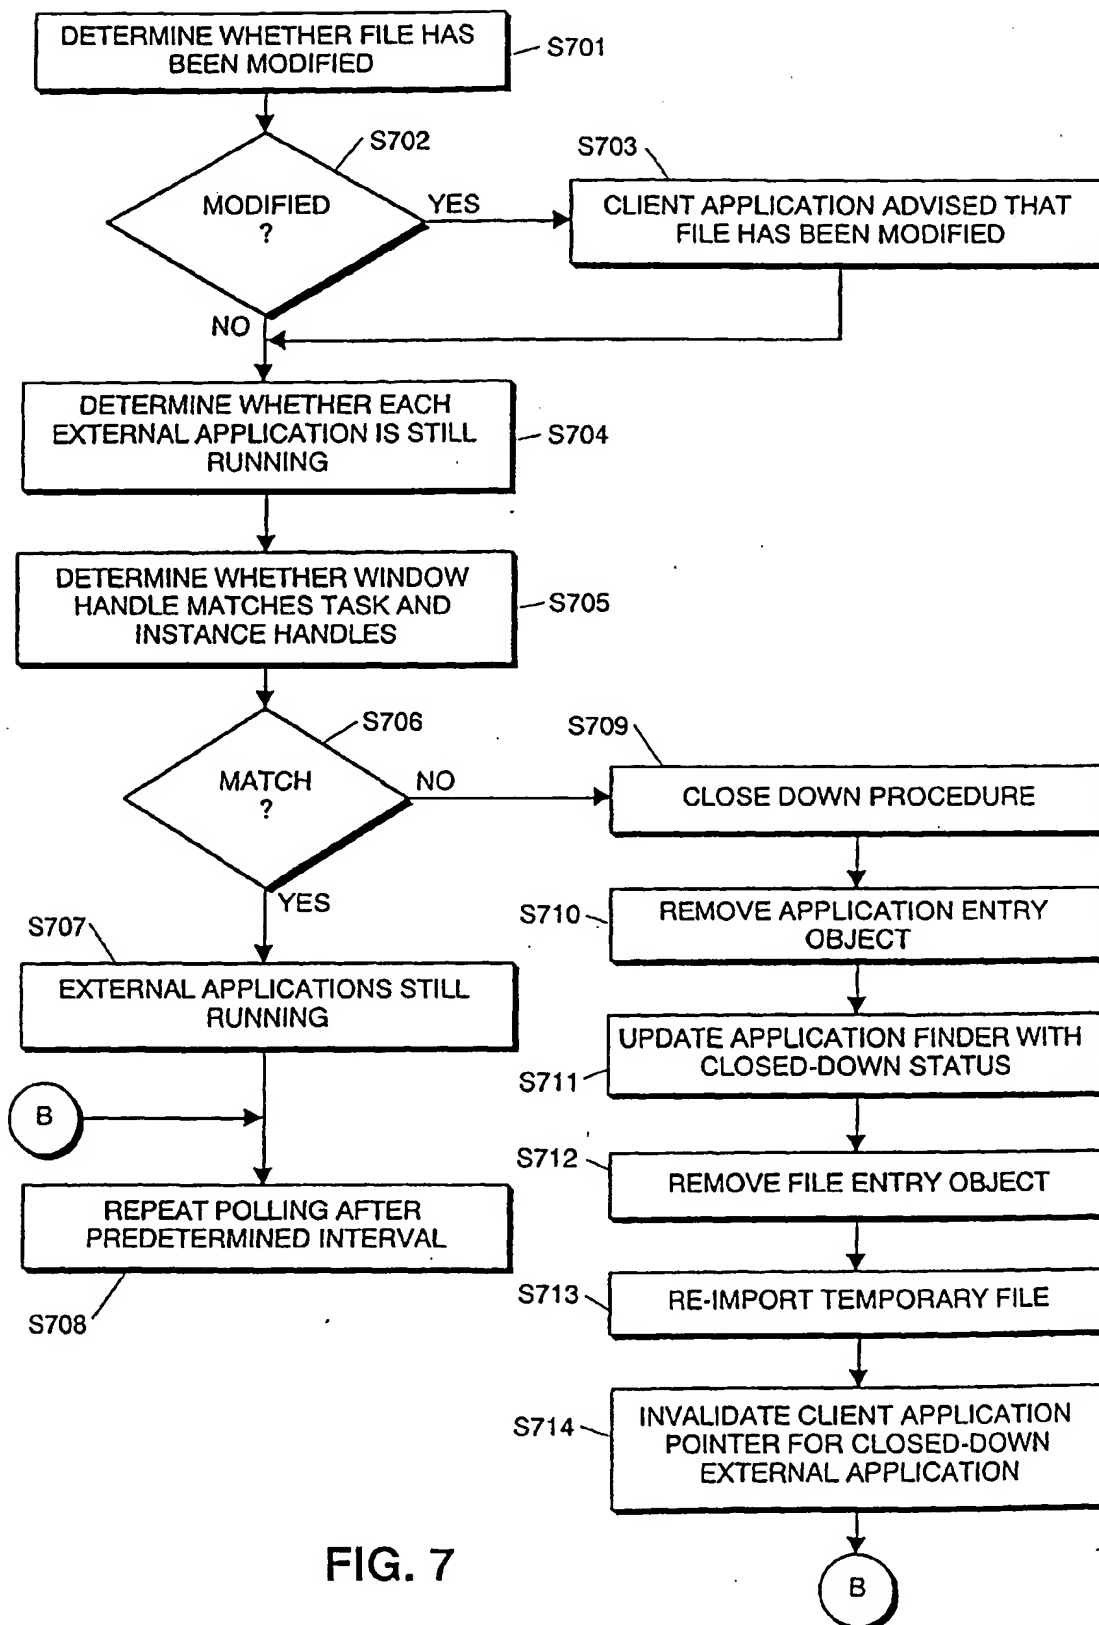 DETERMINE WHETHER FILE HAS
BEEN MODIFIED
S701
S702
MODIFIED
?
YES
S703
CLIENT APPLICATION ADVISED THAT
FILE HAS BEEN MODIFIED
NO
DETERMINE WHETHER EACH
EXTERNAL APPLICATION IS STILL
RUNNING
S704
DETERMINE WHETHER WINDOW
HANDLE MATCHES TASK AND
INSTANCE HANDLES
S705
S706
MATCH
?
NO
YES
S707
EXTERNAL APPLICATIONS STILL
RUNNING
B
REPEAT POLLING AFTER
PREDETERMINED INTERVAL
S708
S709
CLOSE DOWN PROCEDURE
S710
REMOVE APPLICATION ENTRY
OBJECT
UPDATE APPLICATION FINDER WITH
CLOSED-DOWN STATUS
S711
S712
REMOVE FILE ENTRY OBJECT
S713
RE-IMPORT TEMPORARY FILE
S714
INVALIDATE CLIENT APPLICATION
POINTER FOR CLOSED-DOWN
EXTERNAL APPLICATION
B
FIG. 7